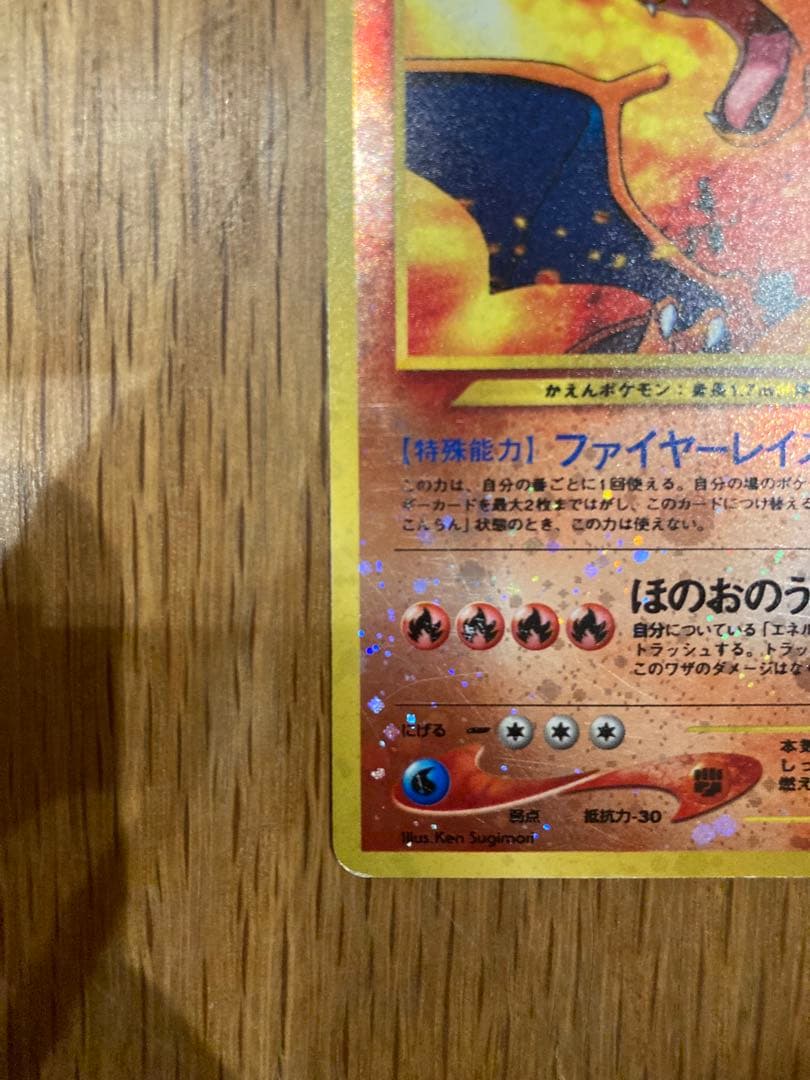 かえんポケモン：身長1.7m
【特殊能力】ファイヤーレイ
この力は、自分の番ごとに1回使える。自分の場のポケ
ギーカードを最大2枚まではがし、このカードにつけ替える
こんらん」状態のとき、この力は使えない。
ほのおのう
自分についている「エネル
トラッシュする。トラッ
このワザのダメージはな
にげる
本気
しっ
燃え
弱点 抵抗力-30
Illus. Ken Sugimori